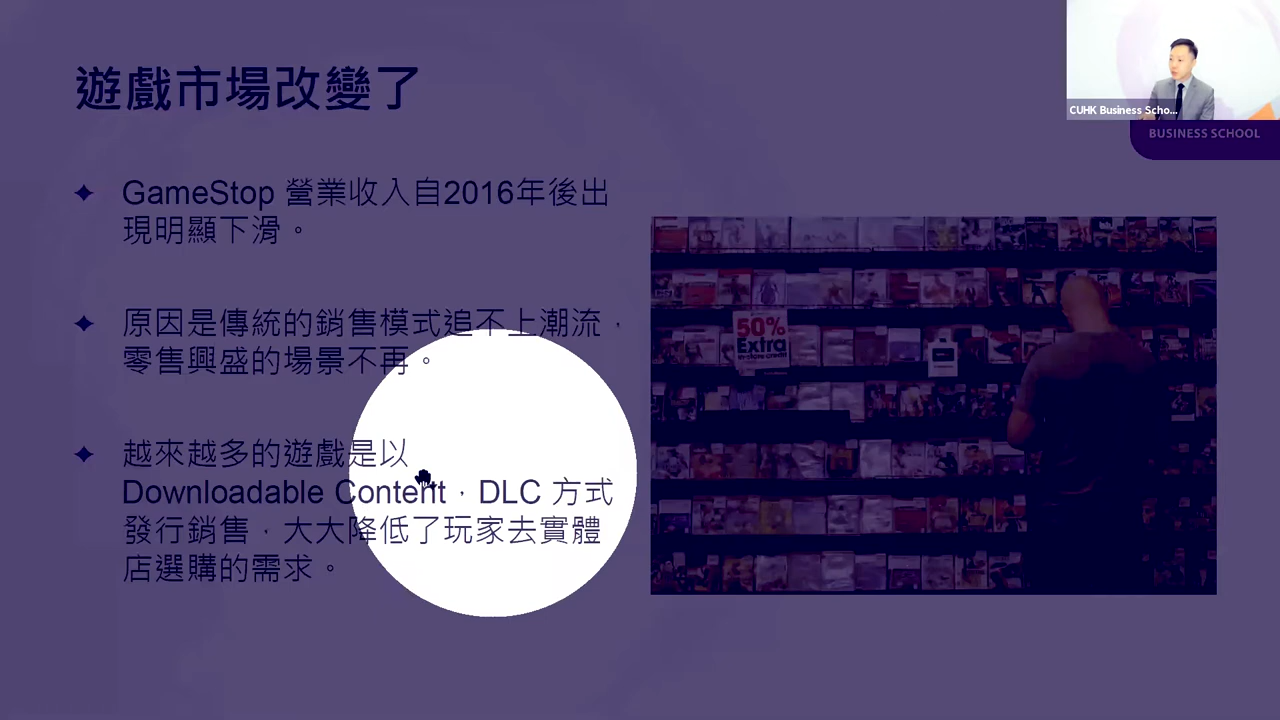 遊戲市場改變了
CUHK Business Scho...
BUSINESS SCHOOL
GameStop 營業收入自2016年後出
現明顯下滑。
原因是傳統的銷售模式追不上潮流，
零售興盛的場景不再。
越來越多的遊戲是以
Downloadable Content，DLC 方式
發行銷售，大大降低了玩家去實體
店選購的需求。
50%
Extra
in-store credit